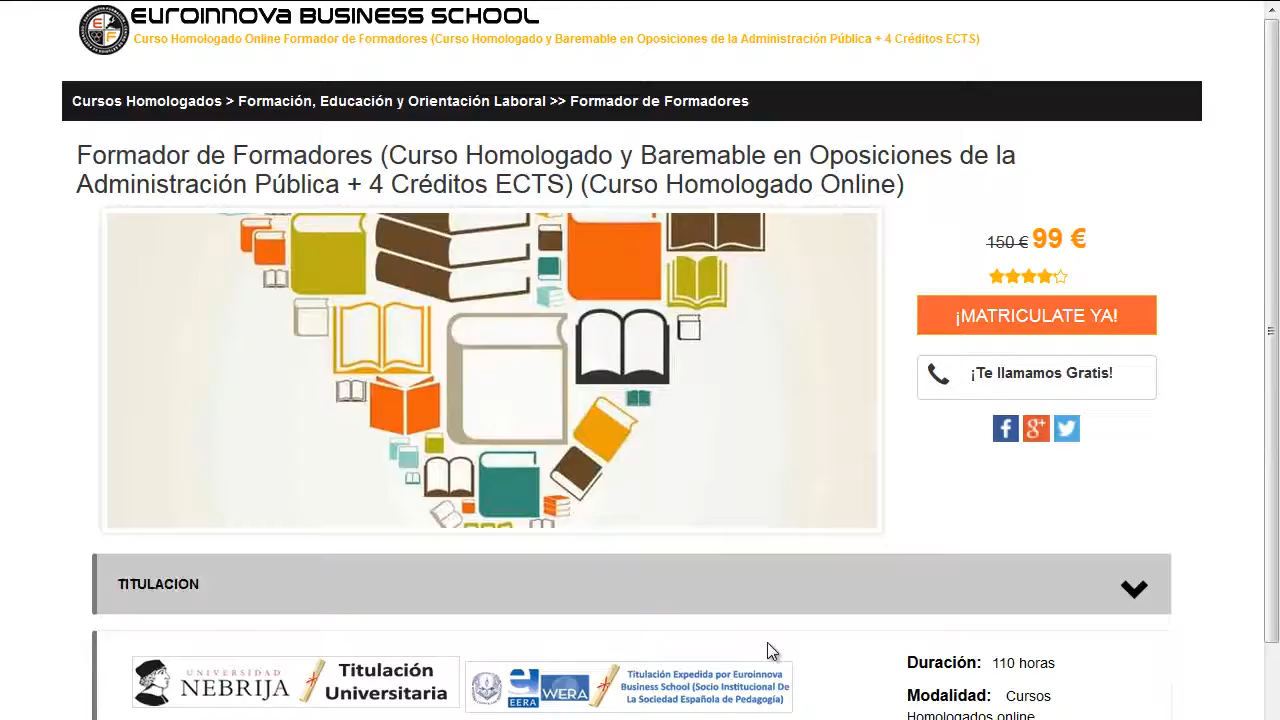 EUROINNOVA BUSINESS SCHOOL
Curso Homologado Online Formador de Formadores (Curso Homologado y Baremable en Oposiciones de la Administración Pública + 4 Créditos ECTS)
Cursos Homologados > Formación, Educación y Orientación Laboral >> Formador de Formadores
Formador de Formadores (Curso Homologado y Baremable en Oposiciones de la
Administración Pública + 4 Créditos ECTS) (Curso Homologado Online)
150 € 99 €
¡MATRICULATE YA!
¡Te llamamos Gratis!
TITULACION
UNIVERSIDAD
NEBRIJA
Titulación
Universitaria
EERA
WERA
Titulación Expedida por Euroinnova
Business School (Socio Institucional De
La Sociedad Española de Pedagogía)
Duración: 110 horas
Modalidad: Cursos
Homologados online